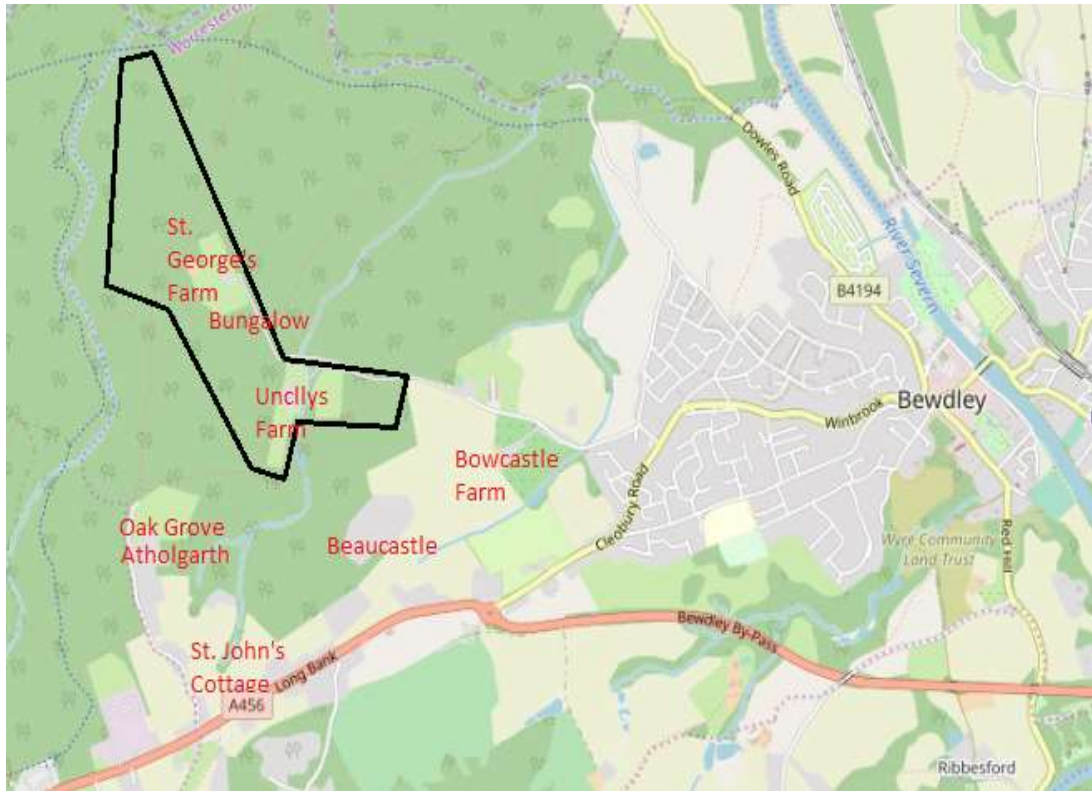 Worcestershire
Dowles Road
St.
George's
Farm
River Severn
B4194
Bungalow
Uncllys
Farm
Bewdley
Winbrook
Bowcastle
Farm
Cleobury Road
Oak Grove
Atholgarth
Beaucastle
Wyre Community
Land Trust
Red Hill
Bewdley By-Pass
St. John's
Cottage
Long Bank
A456
Ribbesford